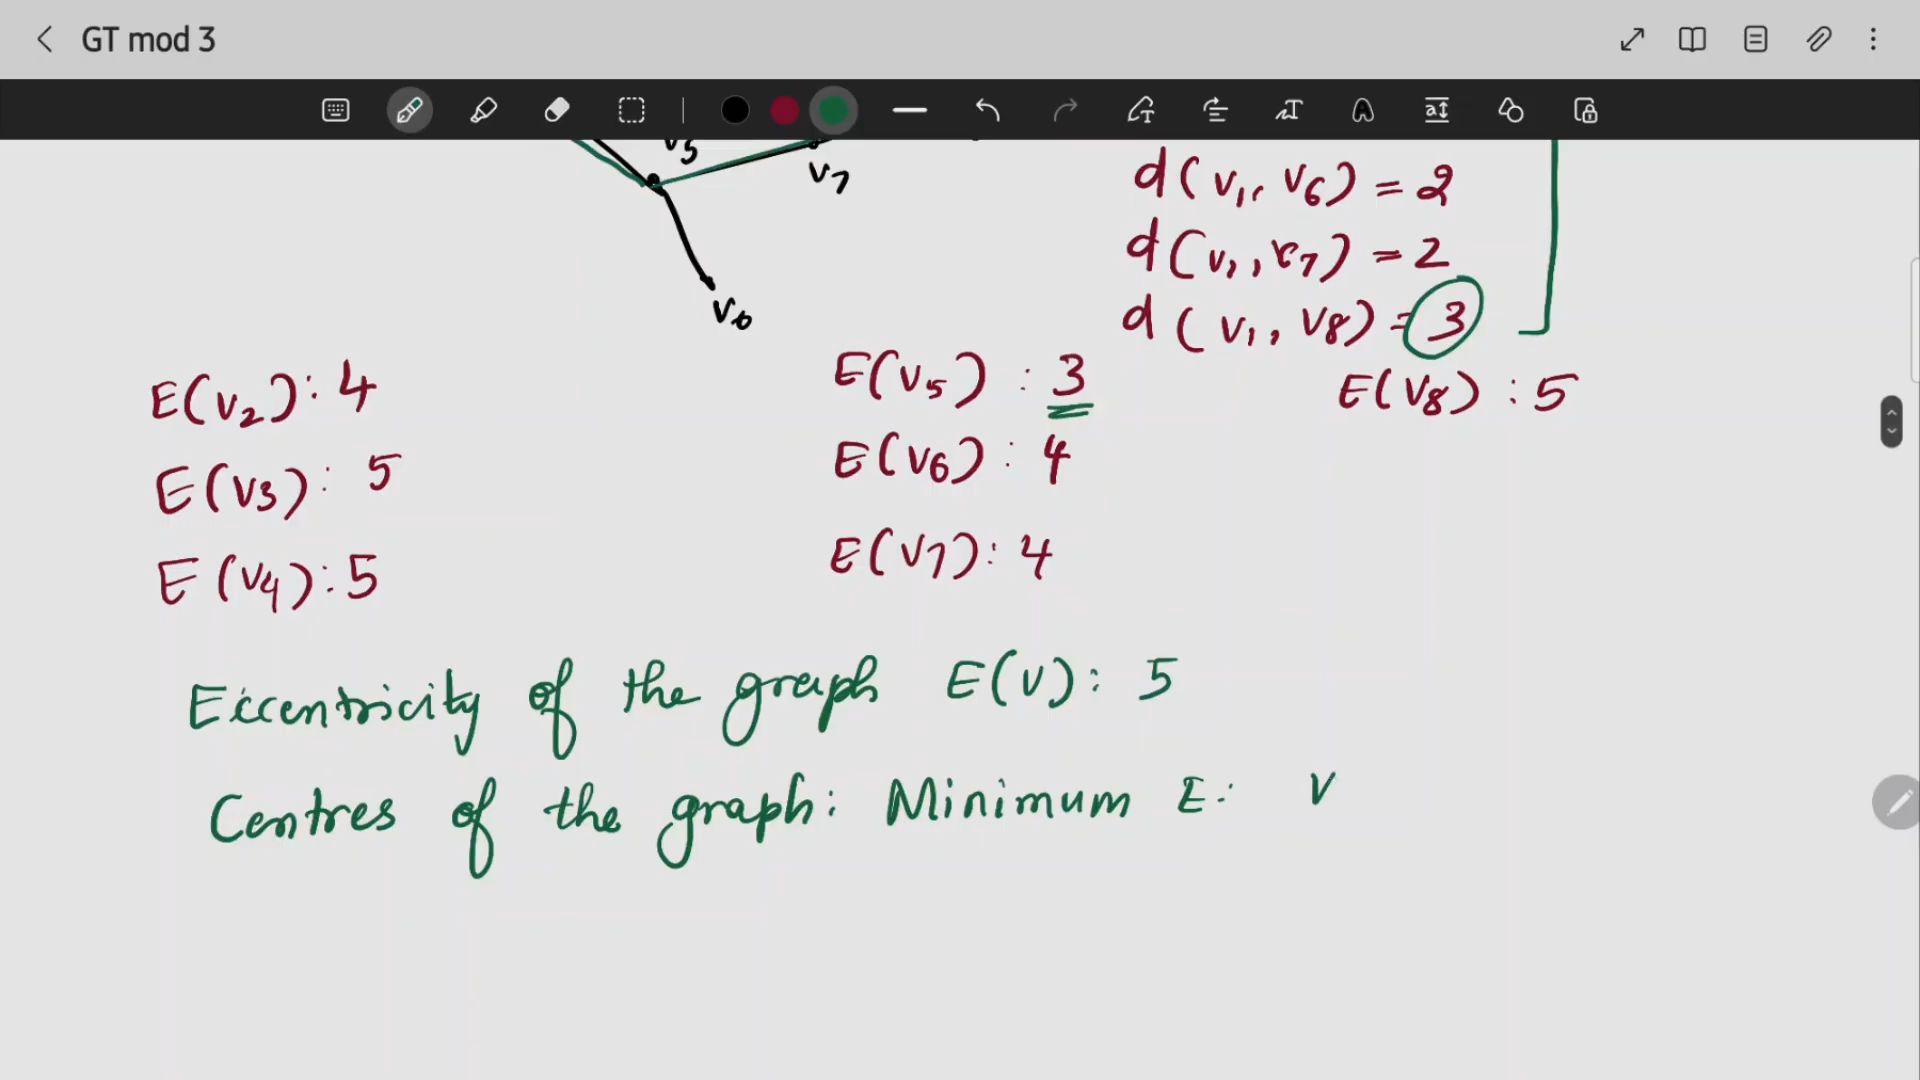 GT mod 3
v5
v7
d(v1, v6) = 2
d(v1, v7) = 2
v6
d(v1, v8) = 3
E(v2): 4
E(v5) : 3
E(v8) : 5
E(v3): 5
E(v6): 4
E(v4): 5
E(v7): 4
Eccentricity of the graph E(v): 5
Centres of the graph: Minimum E: V